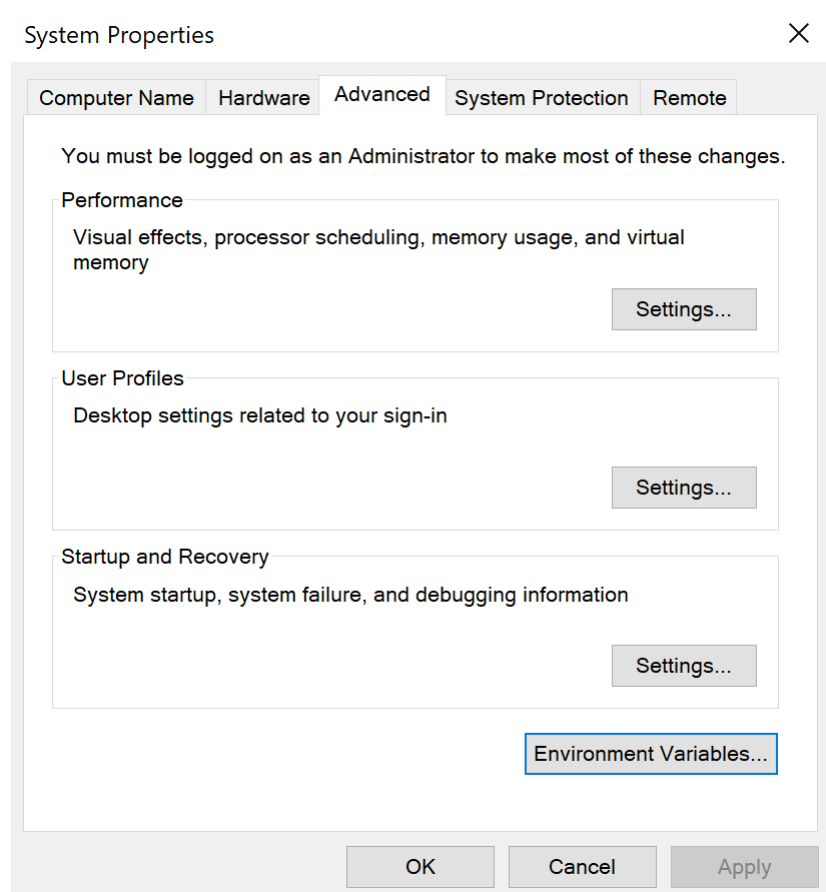 System Properties
Computer Name
Hardware
Advanced
System Protection
Remote
You must be logged on as an Administrator to make most of these changes.
Performance
Visual effects, processor scheduling, memory usage, and virtual
memory
Settings...
User Profiles
Desktop settings related to your sign-in
Settings...
Startup and Recovery
System startup, system failure, and debugging information
Settings...
Environment Variables...
OK
Cancel
Apply